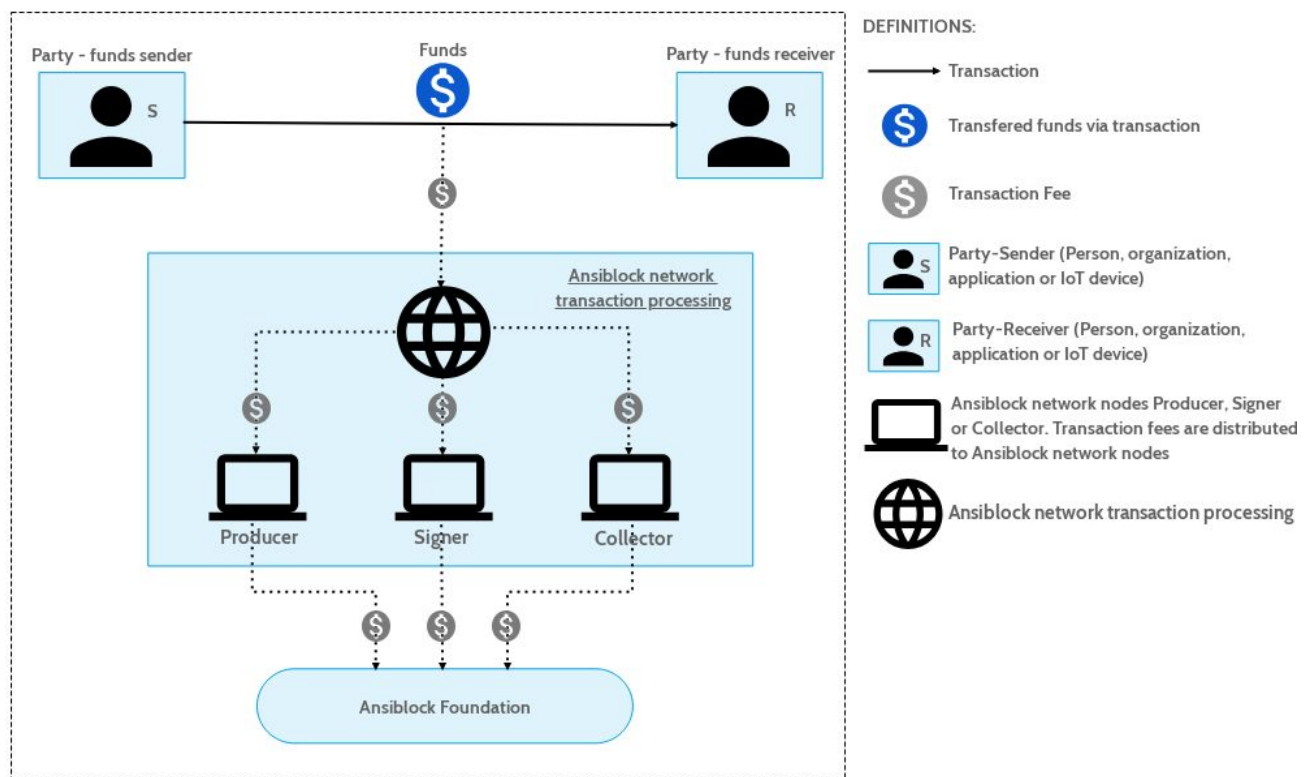 Party - funds sender
Funds
Party - funds receiver
S
$
R
$
Ansiblock network
transaction processing
$
$
$
Producer
Signer
Collector
$
$
$
Ansiblock Foundation
DEFINITIONS:
Transaction
$
Transfered funds via transaction
$
Transaction Fee
S
Party-Sender (Person, organization,
application or IoT device)
R
Party-Receiver (Person, organization,
application or IoT device)
Ansiblock network nodes Producer, Signer
or Collector. Transaction fees are distributed
to Ansiblock network nodes
Ansiblock network transaction processing